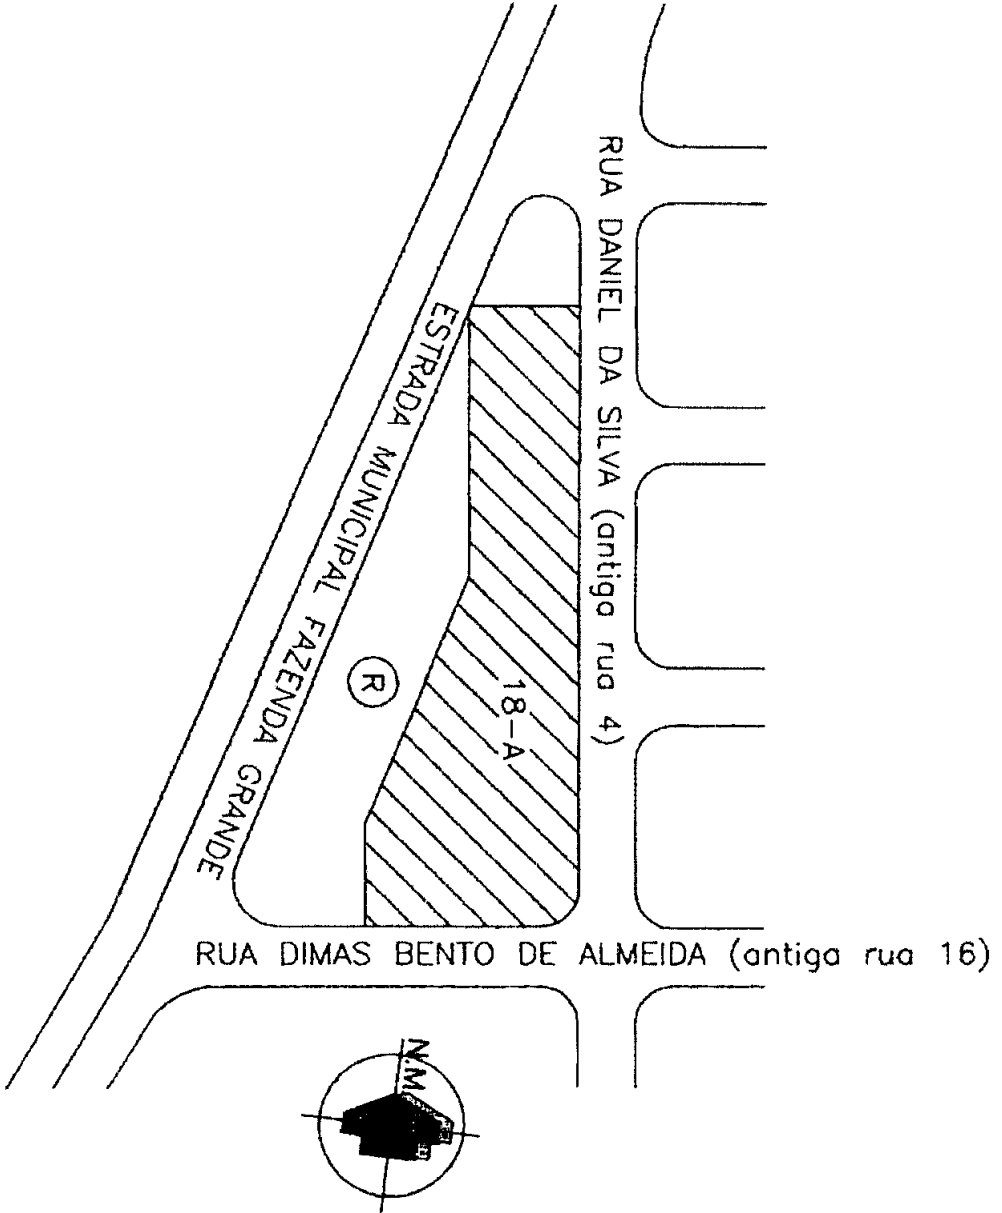 RUA DANIEL DA SILVA (antiga rua 4)
ESTRADA MUNICIPAL FAZENDA GRANDE
R
18-A
RUA DIMAS BENTO DE ALMEIDA (antiga rua 16)
N.M.